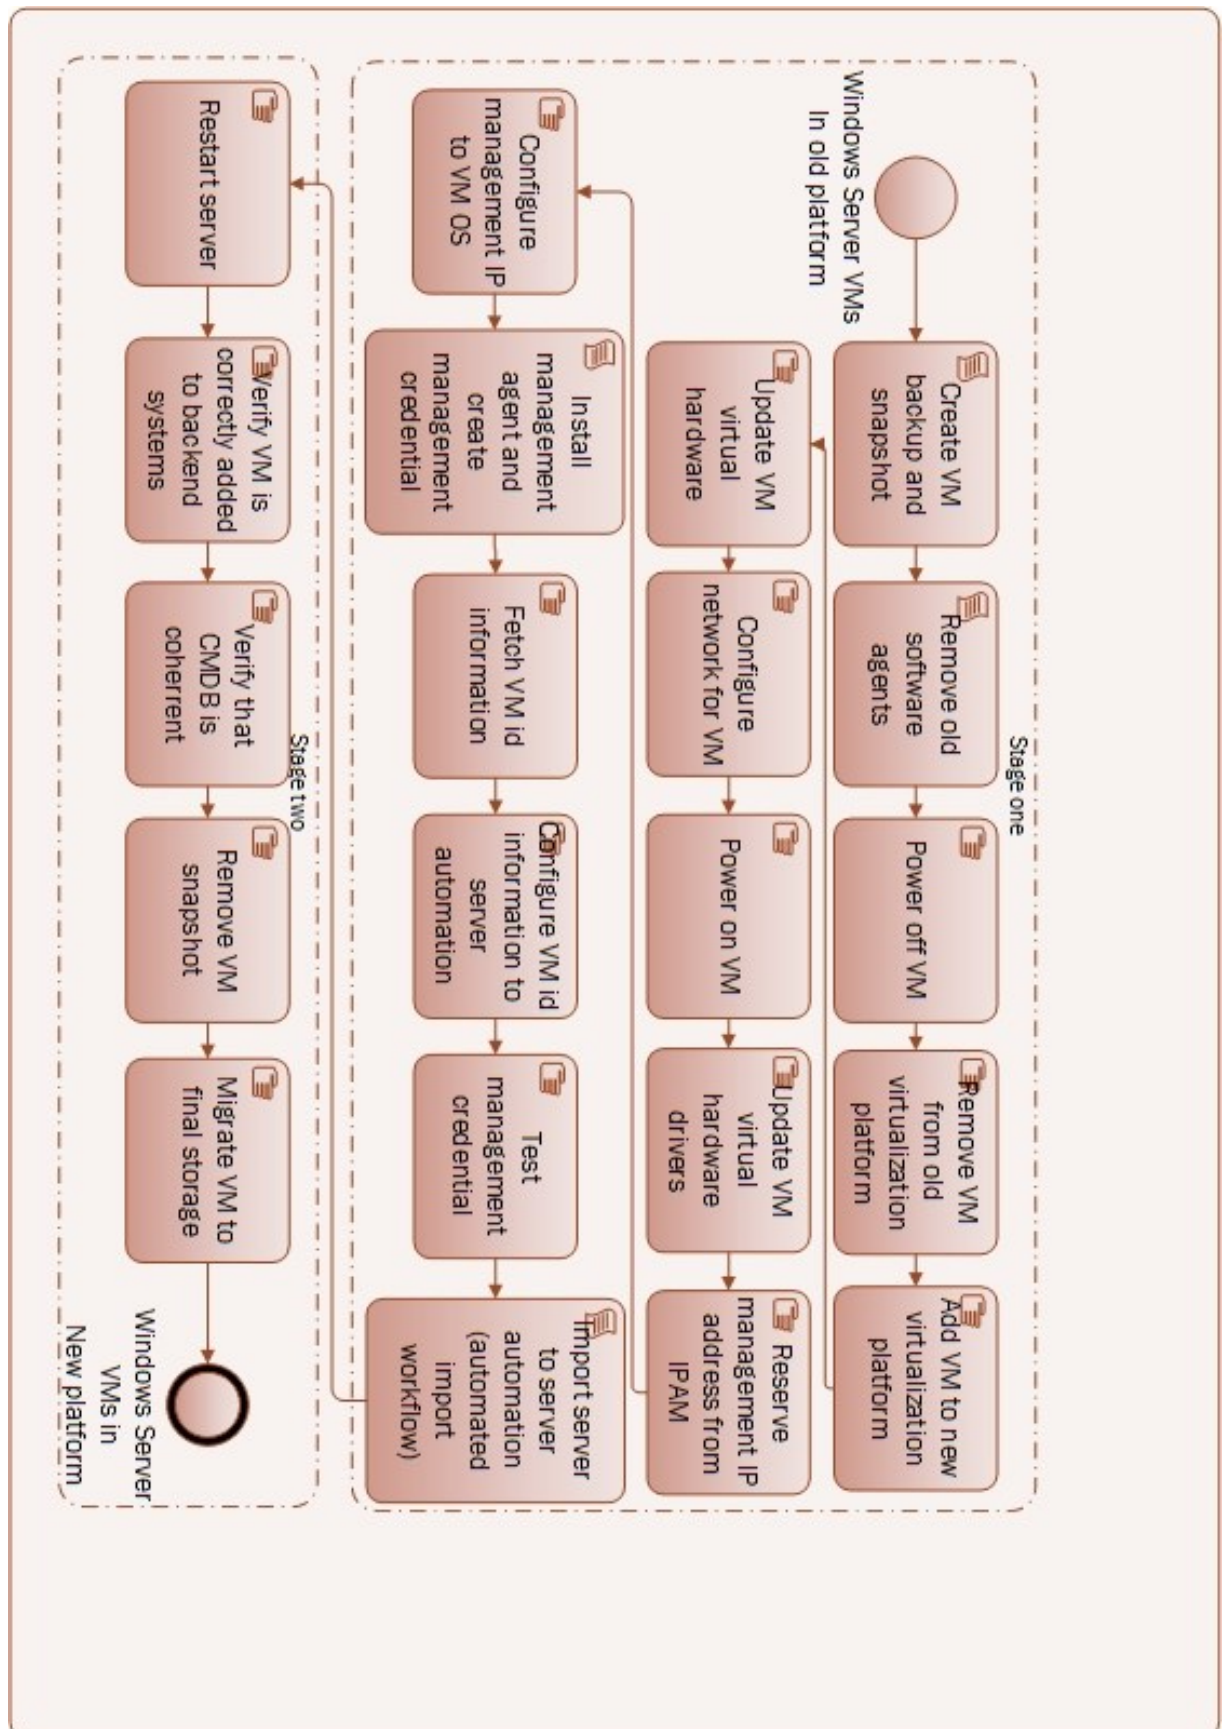 Stage one
Windows Server VMs
In old platform
Create VM
backup and
snapshot
Remove old
software
agents
Power off VM
Remove VM
from old
virtualization
platform
Add VM to new
virtualization
platform
Update VM
virtual
hardware
Configure
network for VM
Power on VM
Update VM
virtual
hardware
drivers
Reserve
management IP
address from
IPAM
Configure
management IP
to VM OS
Install
management
agent and
create
management
credential
Fetch VM id
information
Configure VM id
information to
server
automation
Test
management
credential
Import server
to server
automation
(automated
import
workflow)
Stage two
Restart server
Verify VM is
correctly added
to backend
systems
Verify that
CMDB is
coherrent
Remove VM
snapshot
Migrate VM to
final storage
Windows Server
VMs in
New platform